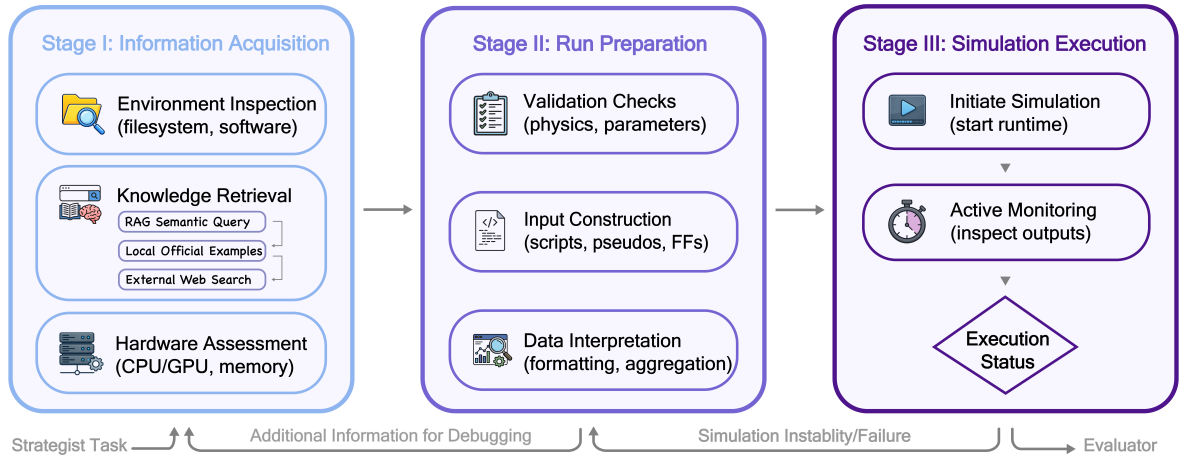 Stage I: Information Acquisition
Environment Inspection
(filesystem, software)
Knowledge Retrieval
RAG Semantic Query
Local Official Examples
External Web Search
Hardware Assessment
(CPU/GPU, memory)
Stage II: Run Preparation
Validation Checks
(physics, parameters)
</>
Input Construction
(scripts, pseudos, FFs)
Data Interpretation
(formatting, aggregation)
Stage III: Simulation Execution
Initiate Simulation
(start runtime)
Active Monitoring
(inspect outputs)
Execution
Status
Strategist Task
Additional Information for Debugging
Simulation Instablity/Failure
Evaluator